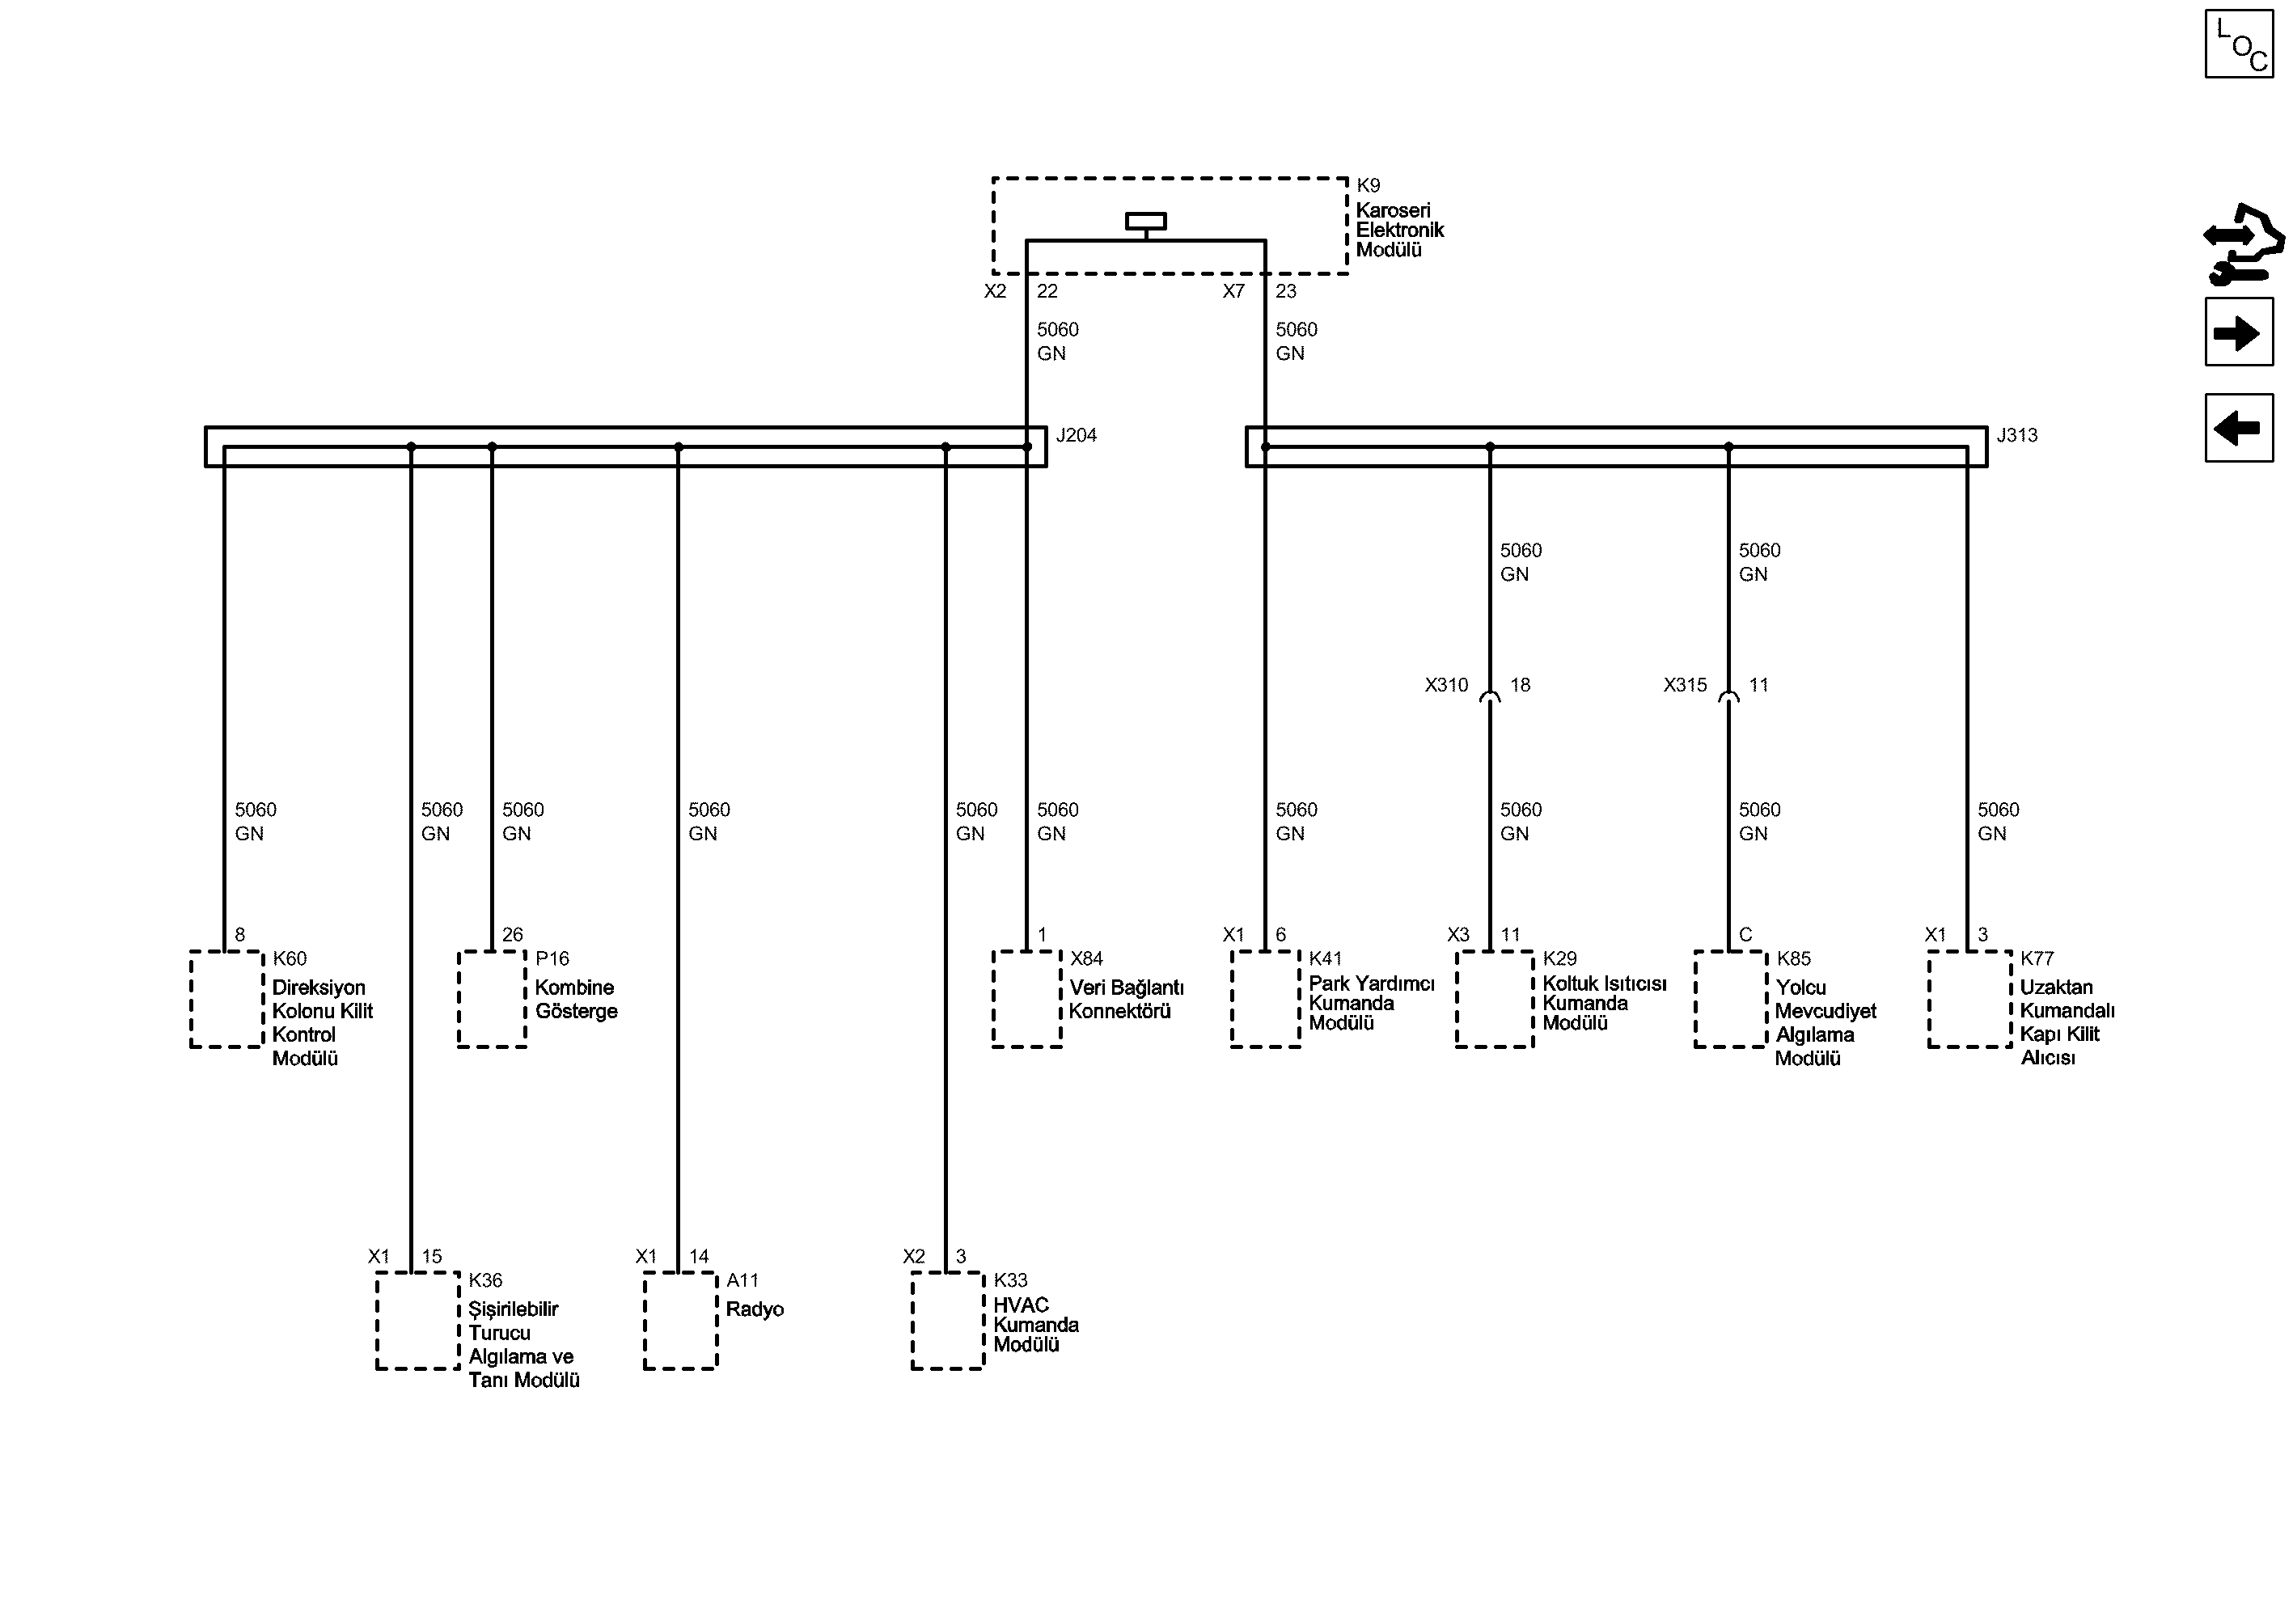 LOC
K9
Karoseri
Elektronik
Modülü
X2 22
X7 23
5060
GN
5060
GN
J204
J313
5060
GN
5060
GN
X310 18
X315 11
5060
GN
5060
GN
5060
GN
5060
GN
5060
GN
5060
GN
5060
GN
5060
GN
5060
GN
5060
GN
8
K60
Direksiyon
Kolonu Kilit
Kontrol
Modülü
26
P16
Kombine
Gösterge
1
X84
Veri Bağlantı
Konnektörü
X1 6
K41
Park Yardımcı
Kumanda
Modülü
X3 11
K29
Koltuk Isıtıcısı
Kumanda
Modülü
C
K85
Yolcu
Mevcudiyet
Algılama
Modülü
X1 3
K77
Uzaktan
Kumandalı
Kapı Kilit
Alıcısı
X1 15
K36
Şişirilebilir
Turucu
Algılama ve
Tanı Modülü
X1 14
A11
Radyo
X2 3
K33
HVAC
Kumanda
Modülü